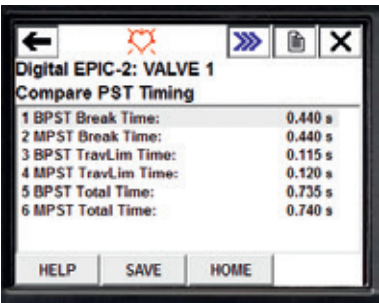 Digital EPIC-2: VALVE 1
Compare PST Timing
1 BPST Break Time: 0.440 s
2 MPST Break Time: 0.440 s
3 BPST TravLim Time: 0.115 s
4 MPST TravLim Time: 0.120 s
5 BPST Total Time: 0.735 s
6 MPST Total Time: 0.740 s
HELP SAVE HOME